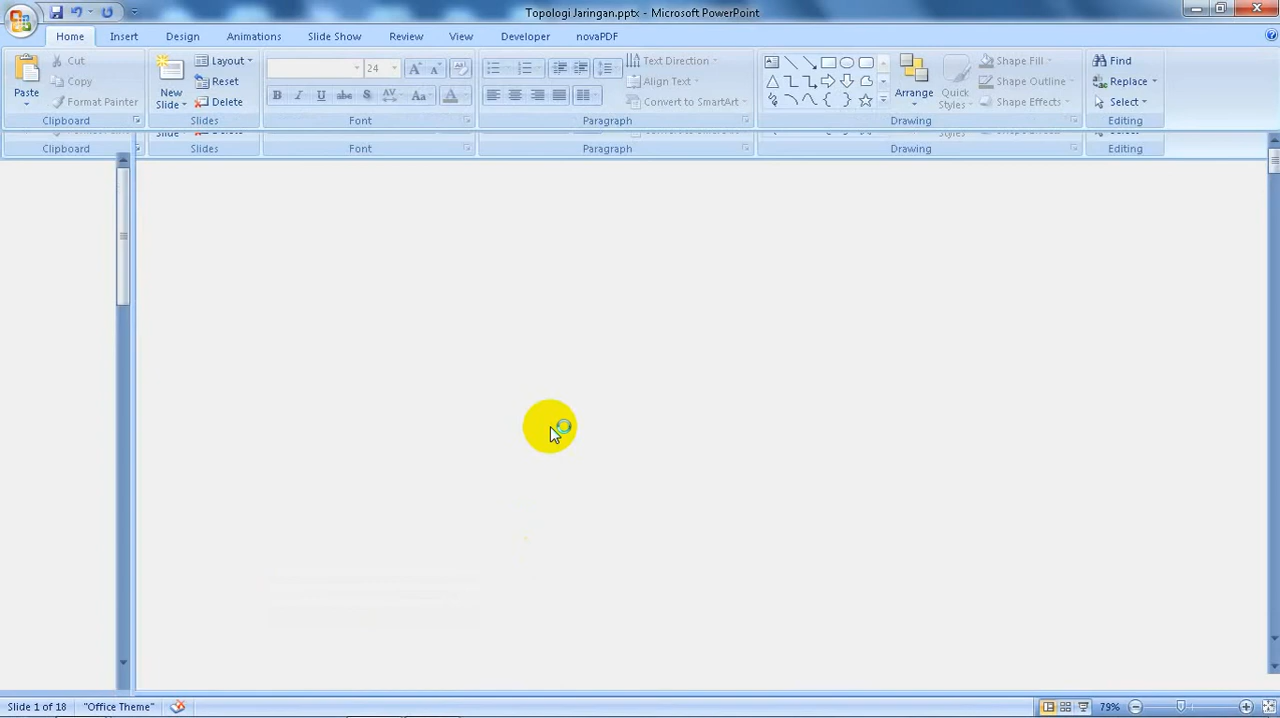 Topologi Jaringan.pptx - Microsoft PowerPoint
Home Insert Design Animations Slide Show Review View Developer novaPDF
Paste
Cut
Copy
Format Painter
Clipboard
New
Slide
Layout
Reset
Delete
Slides
24
B I U abc S AV Aa A
Font
Text Direction
Align Text
Convert to SmartArt
Paragraph
Arrange
Quick
Styles
Shape Fill
Shape Outline
Shape Effects
Drawing
Find
Replace
Select
Editing
Clipboard Slides Font Paragraph Drawing Editing
Slide 1 of 18 "Office Theme" 79%